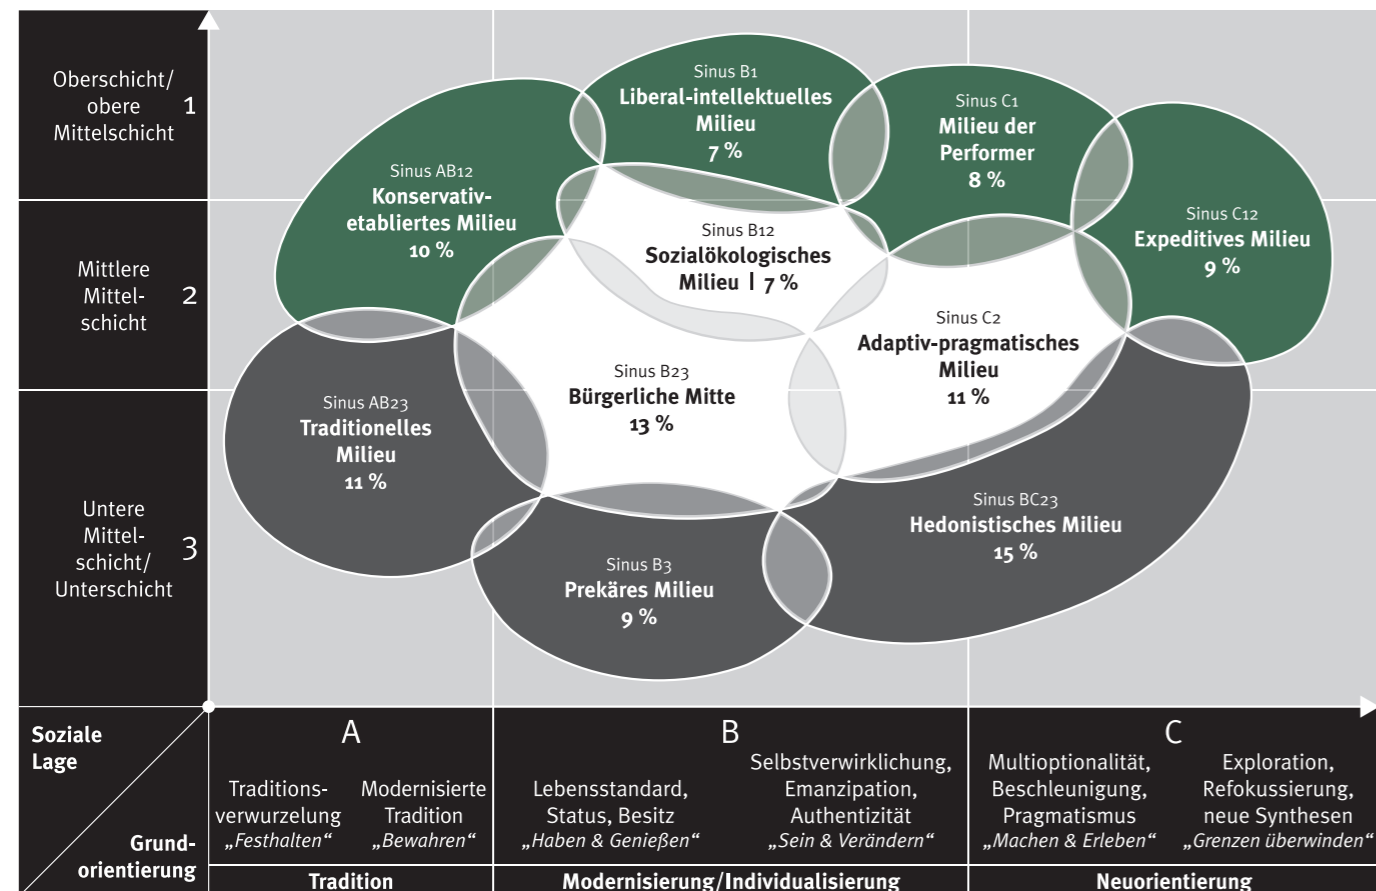 Oberschicht/
obere
Mittelschicht
1
Mittlere
Mittel-
schicht
2
Untere
Mittel-
schicht/
Unterschicht
3
Sinus AB12
Konservativ-
etabliertes Milieu
10 %
Sinus B1
Liberal-intellektuelles
Milieu
7 %
Sinus C1
Milieu der
Performer
8 %
Sinus C12
Expeditives Milieu
9 %
Sinus B12
Sozialökologisches
Milieu | 7 %
Sinus C2
Adaptiv-pragmatisches
Milieu
11 %
Sinus B23
Bürgerliche Mitte
13 %
Sinus AB23
Traditionelles
Milieu
11 %
Sinus B3
Prekäres Milieu
9 %
Sinus BC23
Hedonistisches Milieu
15 %
Soziale
Lage
Grund-
orientierung
A
Traditions-
verwurzelung
„Festhalten“
Modernisierte
Tradition
„Bewahren“
B
Lebensstandard,
Status, Besitz
„Haben & Genießen“
Selbstverwirklichung,
Emanzipation,
Authentizität
„Sein & Verändern“
C
Multioptionalität,
Beschleunigung,
Pragmatismus
„Machen & Erleben“
Exploration,
Refokussierung,
neue Synthesen
„Grenzen überwinden“
Tradition
Modernisierung/Individualisierung
Neuorientierung